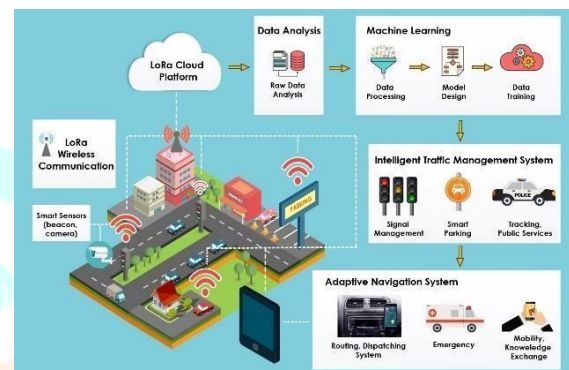 Data Analysis
Raw Data
Analysis
Machine Learning
Data
Processing
Model
Design
Data
Training
LoRa Cloud
Platform
LoRa
Wireless
Communication
Smart Sensors
(beacon,
camera)
PARKING
Intelligent Traffic Management System
Signal
Management
Smart
Parking
POLICE
Tracking,
Public Services
Adaptive Navigation System
Routing, Dispatching
System
Emergency
Mobility,
Knoweledge
Exchange